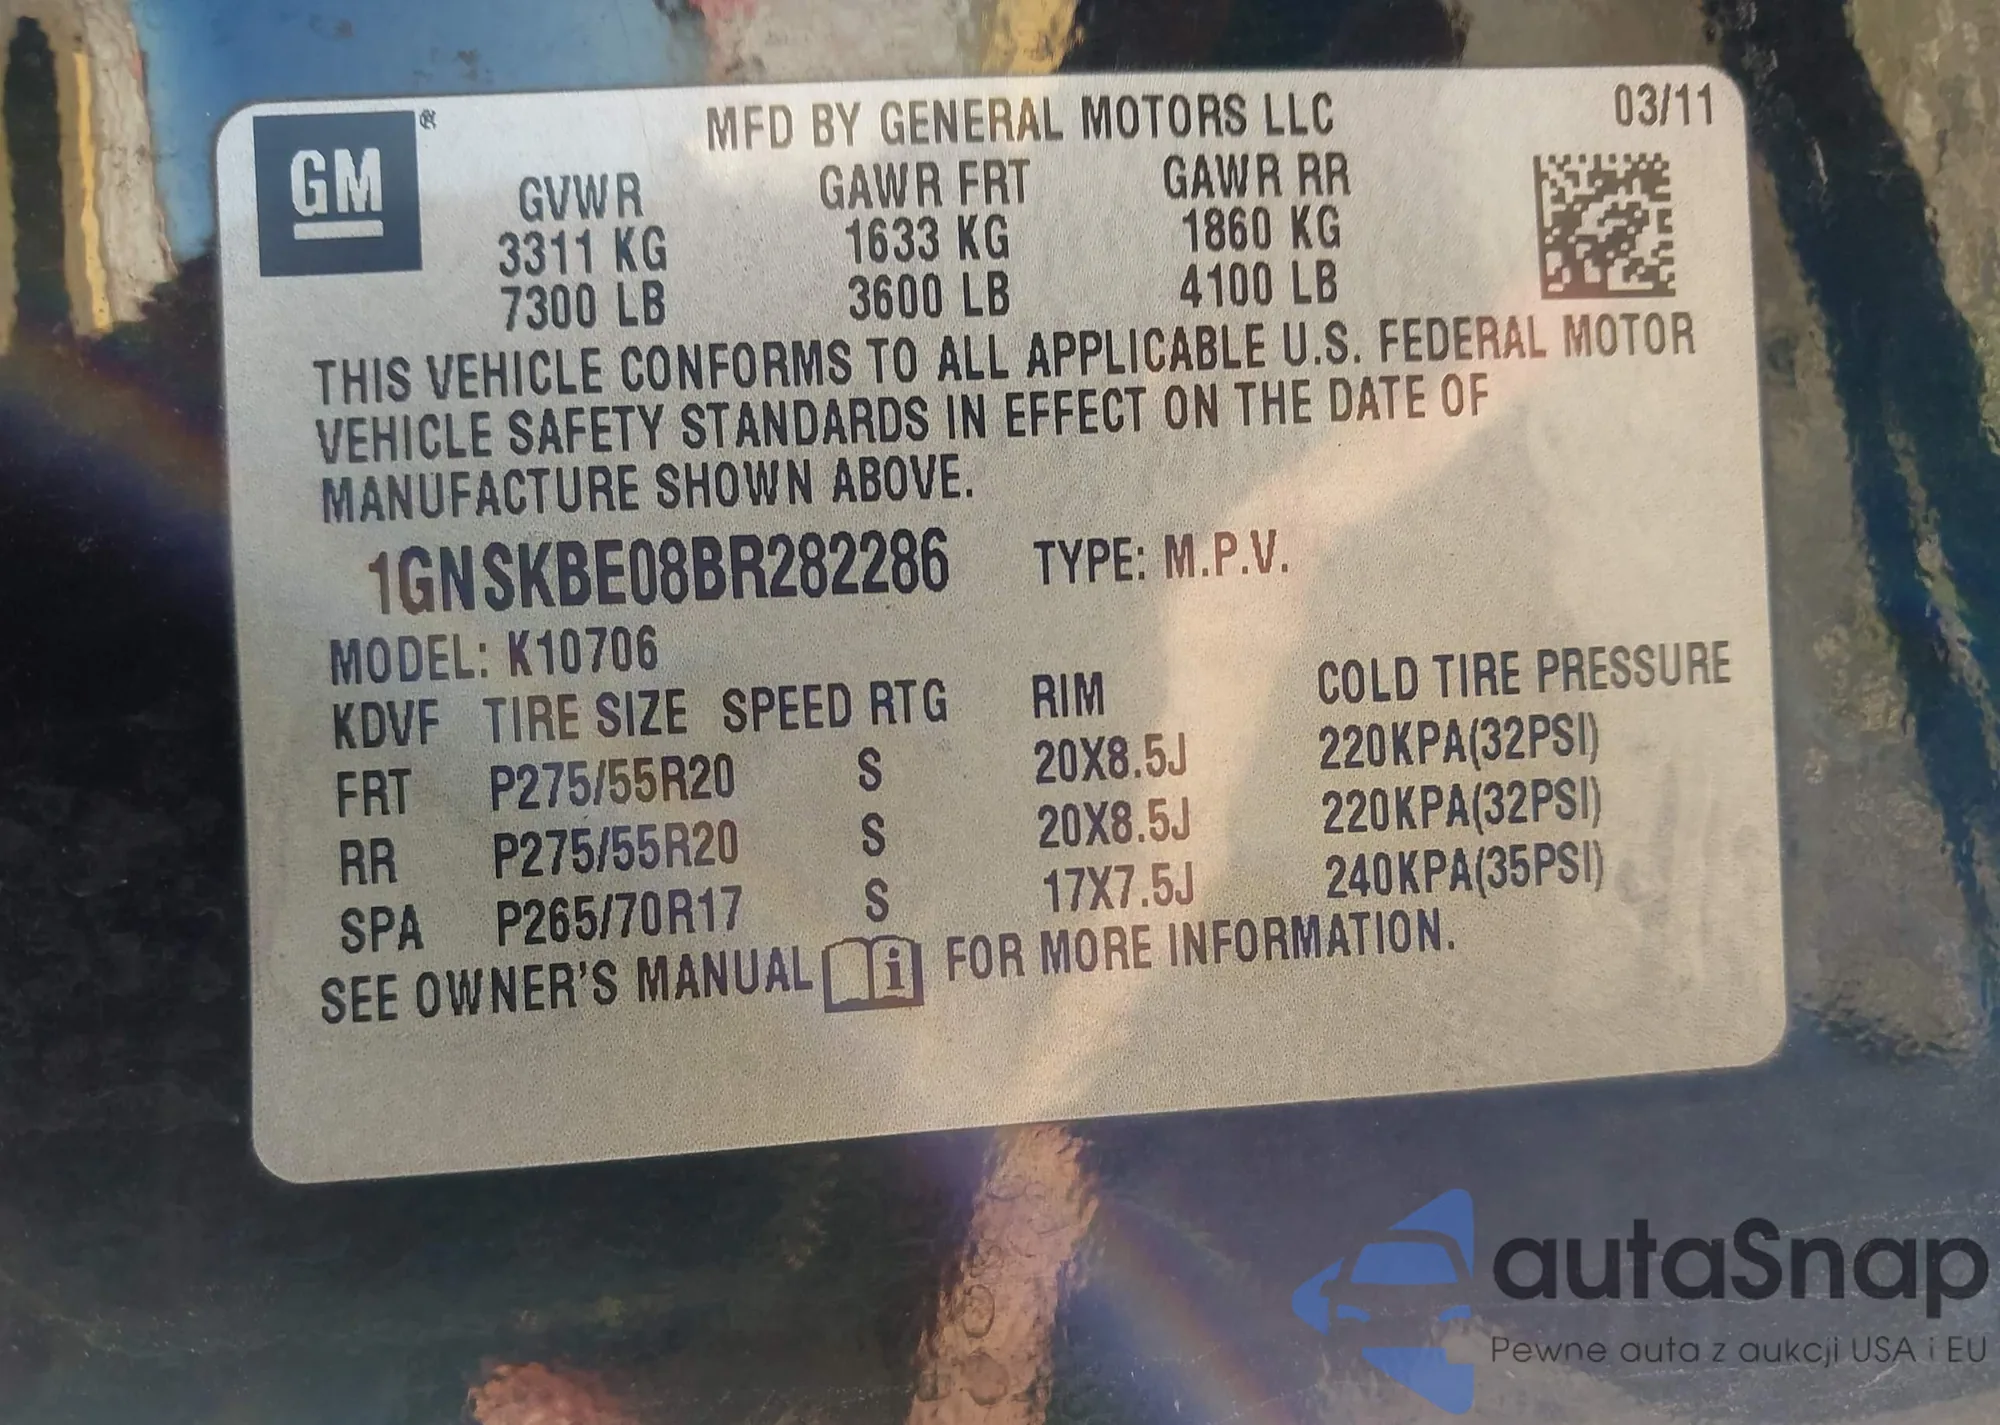 GM®
MFD BY GENERAL MOTORS LLC 03/11
GVWR GAWR FRT GAWR RR
3311 KG 1633 KG 1860 KG
7300 LB 3600 LB 4100 LB
THIS VEHICLE CONFORMS TO ALL APPLICABLE U.S. FEDERAL MOTOR
VEHICLE SAFETY STANDARDS IN EFFECT ON THE DATE OF
MANUFACTURE SHOWN ABOVE.
1GNSKBE08BR282286 TYPE: M.P.V.
MODEL: K10706
KDVF TIRE SIZE SPEED RTG RIM COLD TIRE PRESSURE
FRT P275/55R20 S 20X8.5J 220KPA(32PSI)
RR P275/55R20 S 20X8.5J 220KPA(32PSI)
SPA P265/70R17 S 17X7.5J 240KPA(35PSI)
SEE OWNER'S MANUAL i FOR MORE INFORMATION.
autaSnap
Pewne auta z aukcji USA i EU